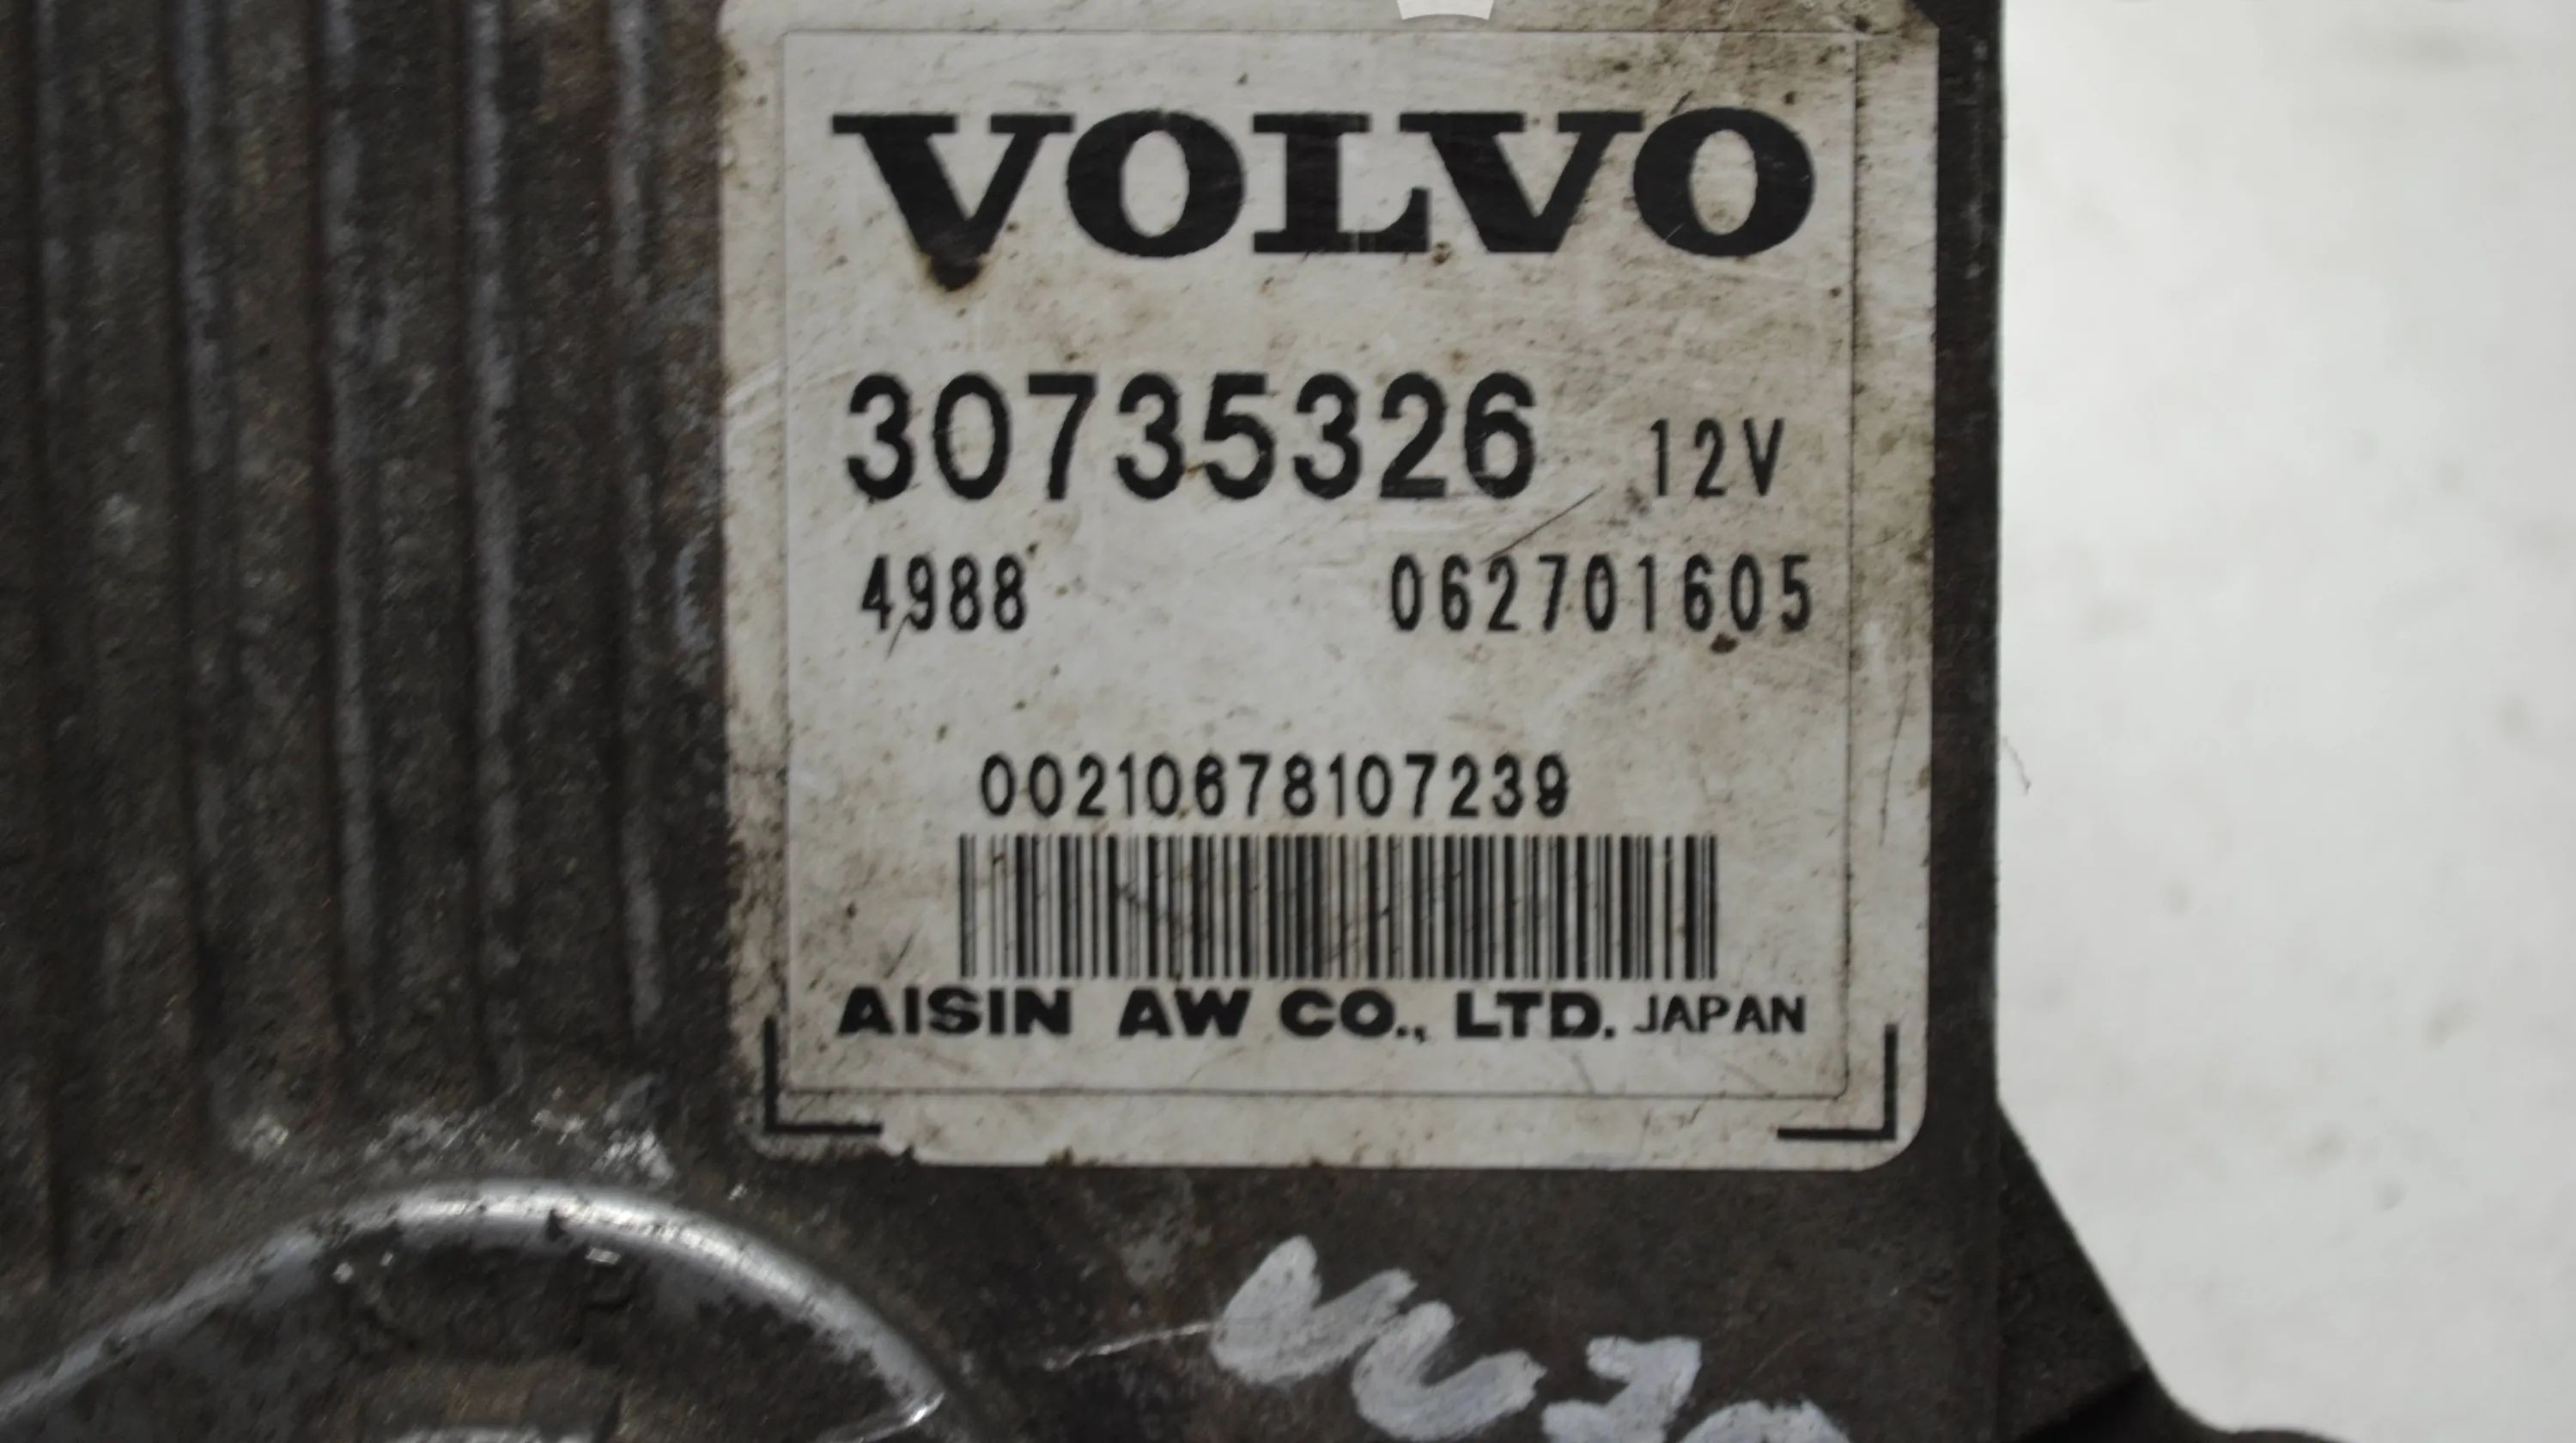 VOLVO
30735326 12V
4988 062701605
00210678107239
AISIN AW CO., LTD. JAPAN